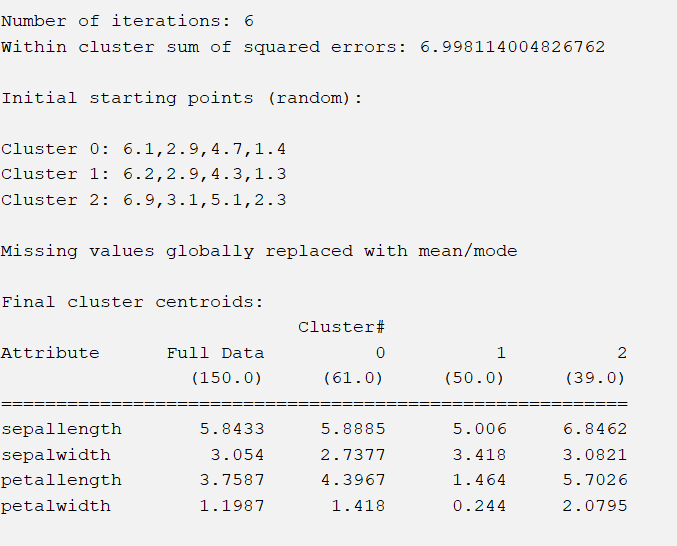 Number of iterations: 6
Within cluster sum of squared errors: 6.998114004826762
Initial starting points (random):
Cluster 0: 6.1,2.9,4.7,1.4
Cluster 1: 6.2,2.9,4.3,1.3
Cluster 2: 6.9,3.1,5.1,2.3
Missing values globally replaced with mean/mode
Final cluster centroids:
Cluster#
Attribute Full Data 0 1 2
(150.0) (61.0) (50.0) (39.0)
=========================================================
sepallength 5.8433 5.8885 5.006 6.8462
sepalwidth 3.054 2.7377 3.418 3.0821
petallength 3.7587 4.3967 1.464 5.7026
petalwidth 1.1987 1.418 0.244 2.0795